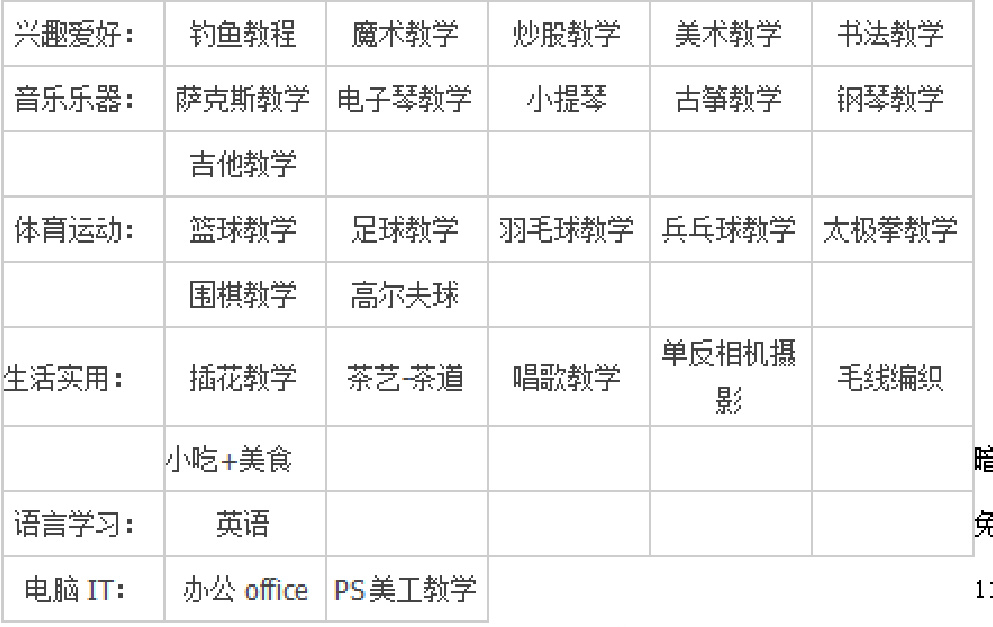 兴趣爱好： 钓鱼教程 魔术教学 炒股教学 美术教学 书法教学
音乐乐器： 萨克斯教学 电子琴教学 小提琴 古筝教学 钢琴教学
吉他教学
体育运动： 篮球教学 足球教学 羽毛球教学 兵乓球教学 太极拳教学
围棋教学 高尔夫球
生活实用： 插花教学 茶艺-茶道 唱歌教学 单反相机摄 毛线编织
影
小吃+美食 暗
语言学习： 英语 免
电脑 IT： 办公 office PS美工教学